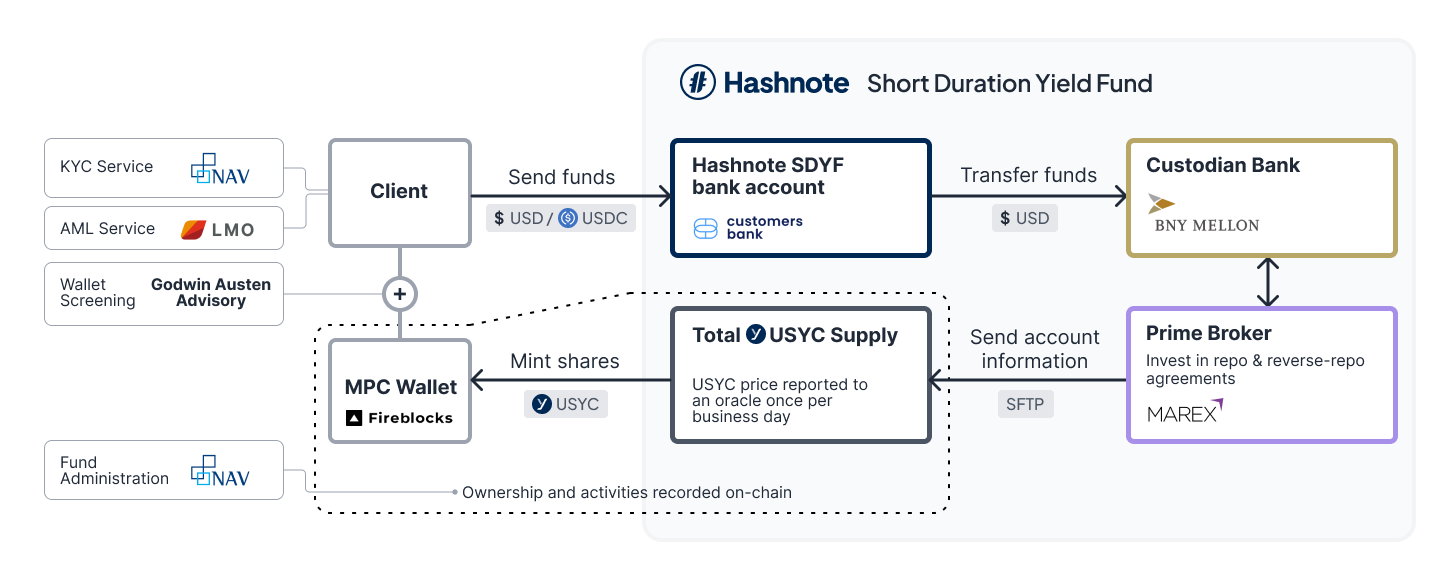 Hashnote Short Duration Yield Fund
KYC Service
NAV
AML Service
LMO
Wallet
Screening
Godwin Austen
Advisory
Client
+
Send funds
$ USD / $ USDC
Hashnote SDYF
bank account
customers
bank
Transfer funds
$ USD
Custodian Bank
BNY MELLON
MPC Wallet
Fireblocks
Mint shares
USYC
Total USYC Supply
USYC price reported to
an oracle once per
business day
Send account
information
SFTP
Prime Broker
Invest in repo & reverse-repo
agreements
MAREX
Fund
Administration
NAV
Ownership and activities recorded on-chain